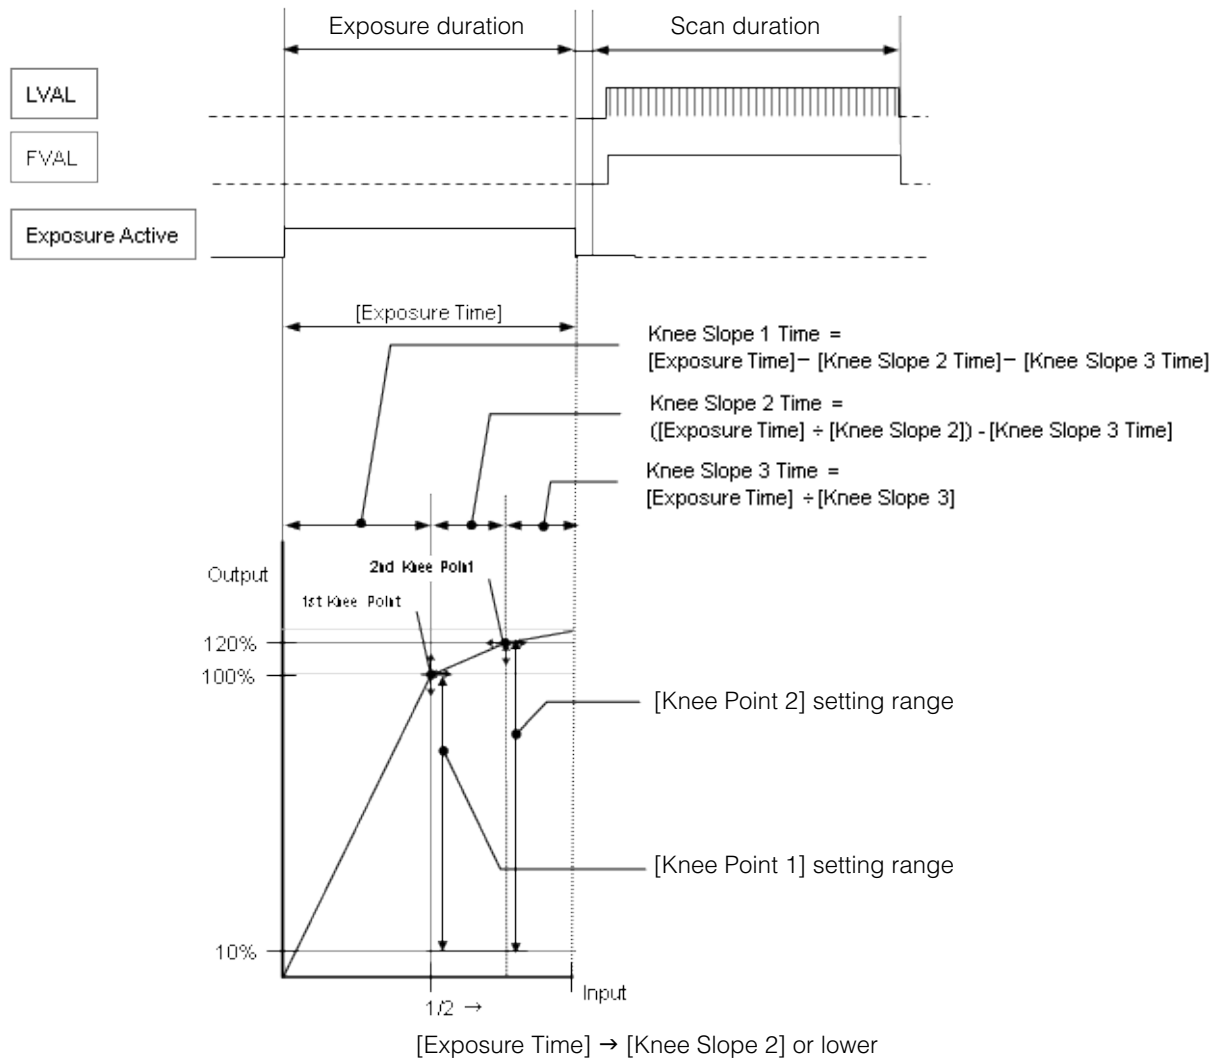 Exposure duration
Scan duration
LVAL
FVAL
Exposure Active
[Exposure Time]
Knee Slope 1 Time =
[Exposure Time]− [Knee Slope 2 Time]− [Knee Slope 3 Time]
Knee Slope 2 Time =
([Exposure Time] ÷ [Knee Slope 2]) - [Knee Slope 3 Time]
Knee Slope 3 Time =
[Exposure Time] ÷ [Knee Slope 3]
Output
2nd Knee Point
1st Knee Point
120%
100%
[Knee Point 2] setting range
[Knee Point 1] setting range
10%
Input
1/2 →
[Exposure Time] → [Knee Slope 2] or lower